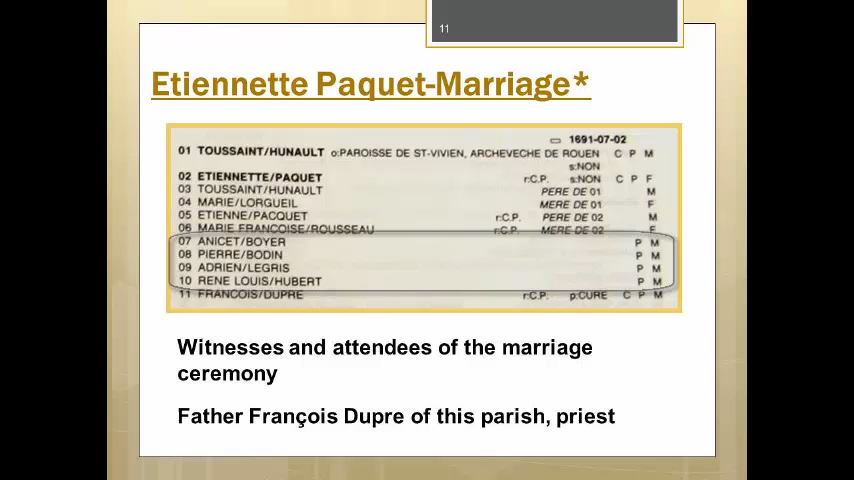 11
Etiennette Paquet-Marriage*
1691-07-02
01 TOUSSAINT/HUNAULT o:PAROISSE DE ST-VIVIEN, ARCHEVECHE DE ROUEN C P M
s:NON
02 ETIENNETTE/PAQUET r:C.P. s:NON C P F
03 TOUSSAINT/HUNAULT PERE DE 01 M
04 MARIE/LORGUEIL MERE DE 01 F
05 ETIENNE/PACQUET r:C.P. PERE DE 02 M
06 MARIE FRANCOISE/ROUSSEAU r:C.P. MERE DE 02 F
07 ANICET/BOYER P M
08 PIERRE/BODIN P M
09 ADRIEN/LEGRIS P M
10 RENE LOUIS/HUBERT P M
11 FRANCOIS/DUPRE r:C.P. p:CURE C P M
Witnesses and attendees of the marriage
ceremony
Father François Dupre of this parish, priest